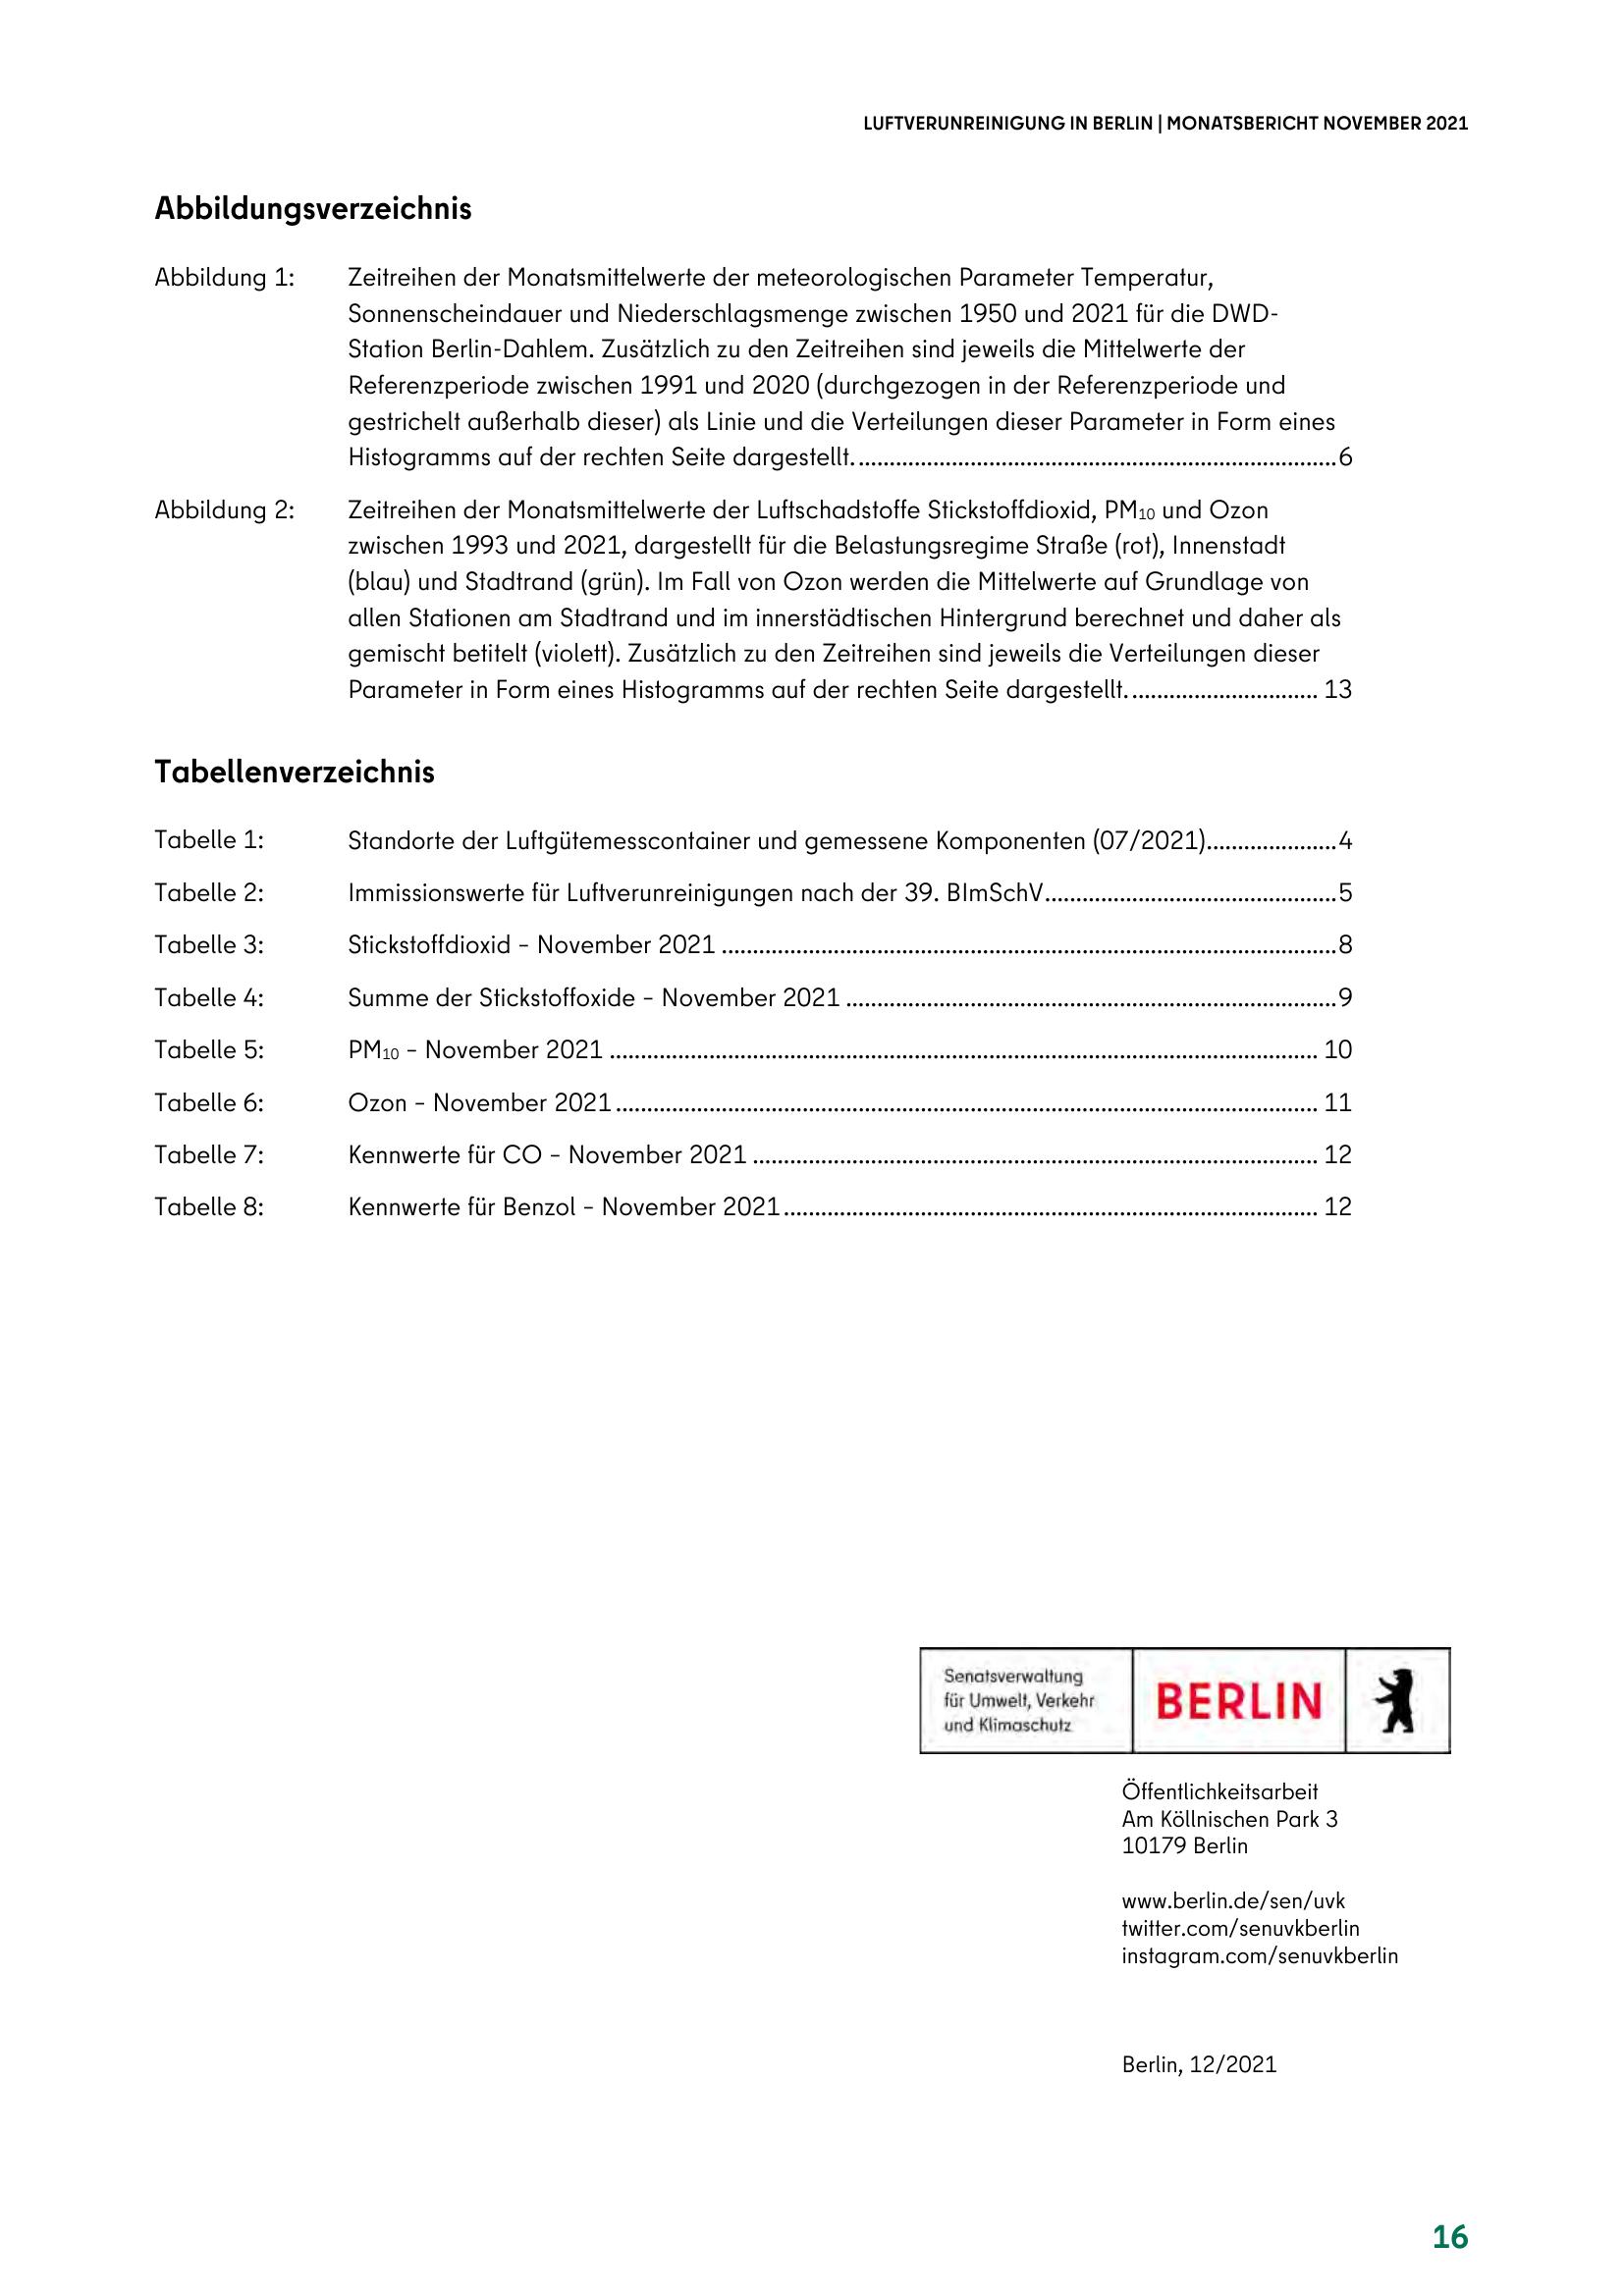 LUFTVERUNREINIGUNG IN BERLIN | MONATSBERICHT NOVEMBER 2021
Abbildungsverzeichnis
Abbildung 1: Zeitreihen der Monatsmittelwerte der meteorologischen Parameter Temperatur,
Sonnenscheindauer und Niederschlagsmenge zwischen 1950 und 2021 für die DWD-
Station Berlin-Dahlem. Zusätzlich zu den Zeitreihen sind jeweils die Mittelwerte der
Referenzperiode zwischen 1991 und 2020 (durchgezogen in der Referenzperiode und
gestrichelt außerhalb dieser) als Linie und die Verteilungen dieser Parameter in Form eines
Histogramms auf der rechten Seite dargestellt. ............................................................................ 6
Abbildung 2: Zeitreihen der Monatsmittelwerte der Luftschadstoffe Stickstoffdioxid, PM₁₀ und Ozon
zwischen 1993 und 2021, dargestellt für die Belastungsregime Straße (rot), Innenstadt
(blau) und Stadtrand (grün). Im Fall von Ozon werden die Mittelwerte auf Grundlage von
allen Stationen am Stadtrand und im innerstädtischen Hintergrund berechnet und daher als
gemischt betitelt (violett). Zusätzlich zu den Zeitreihen sind jeweils die Verteilungen dieser
Parameter in Form eines Histogramms auf der rechten Seite dargestellt. .............................. 13
Tabellenverzeichnis
Tabelle 1: Standorte der Luftgütemesscontainer und gemessene Komponenten (07/2021)..................... 4
Tabelle 2: Immissionswerte für Luftverunreinigungen nach der 39. BImSchV............................................... 5
Tabelle 3: Stickstoffdioxid – November 2021 ................................................................................................... 8
Tabelle 4: Summe der Stickstoffoxide – November 2021 ............................................................................... 9
Tabelle 5: PM₁₀ – November 2021 .................................................................................................................. 10
Tabelle 6: Ozon – November 2021 ................................................................................................................. 11
Tabelle 7: Kennwerte für CO – November 2021 ........................................................................................... 12
Tabelle 8: Kennwerte für Benzol – November 2021 ...................................................................................... 12
Senatsverwaltung
für Umwelt, Verkehr
und Klimaschutz
BERLIN
Öffentlichkeitsarbeit
Am Köllnischen Park 3
10179 Berlin
www.berlin.de/sen/uvk
twitter.com/senuvkberlin
instagram.com/senuvkberlin
Berlin, 12/2021
16